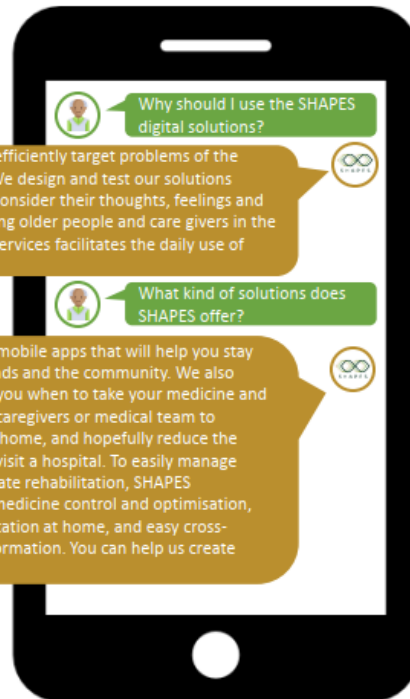 Why should I use the SHAPES
digital solutions?
efficiently target problems of the
We design and test our solutions
consider their thoughts, feelings and
ng older people and care givers in the
ervices facilitates the daily use of
SHAPES
What kind of solutions does
SHAPES offer?
mobile apps that will help you stay
nds and the community. We also
you when to take your medicine and
caregivers or medical team to
home, and hopefully reduce the
visit a hospital. To easily manage
ate rehabilitation, SHAPES
medicine control and optimisation,
tation at home, and easy cross-
ormation. You can help us create
SHAPES